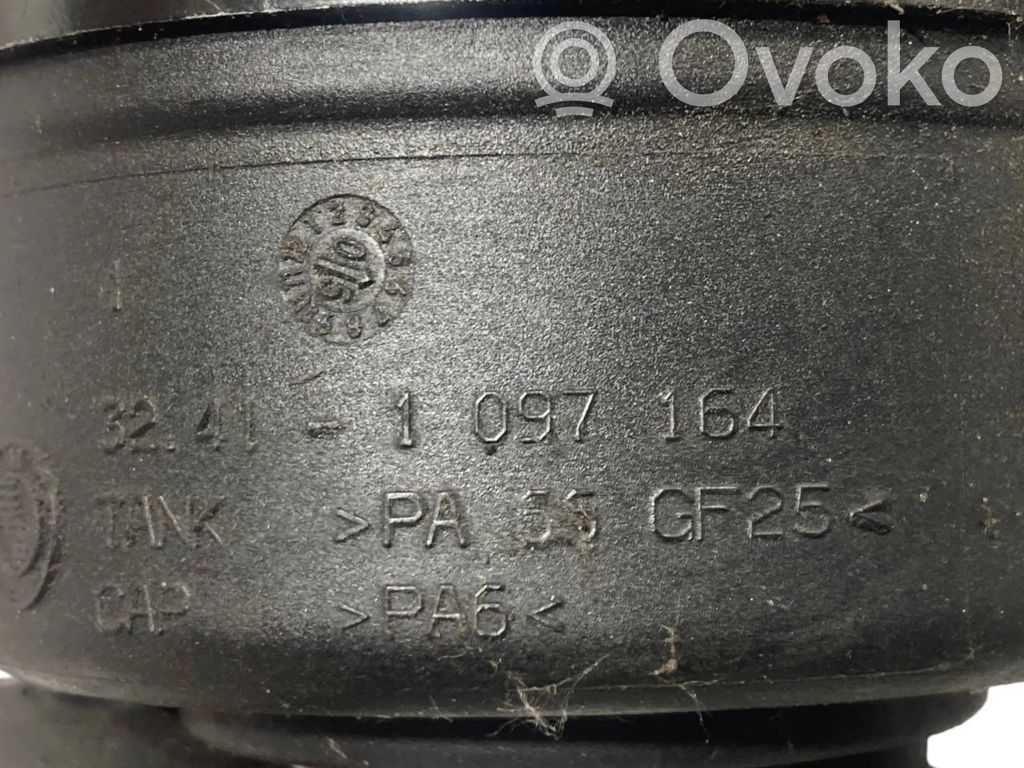 Ovoko
32.41 - 1 097 164
TANK >PA GF25<
CAP >PA6<